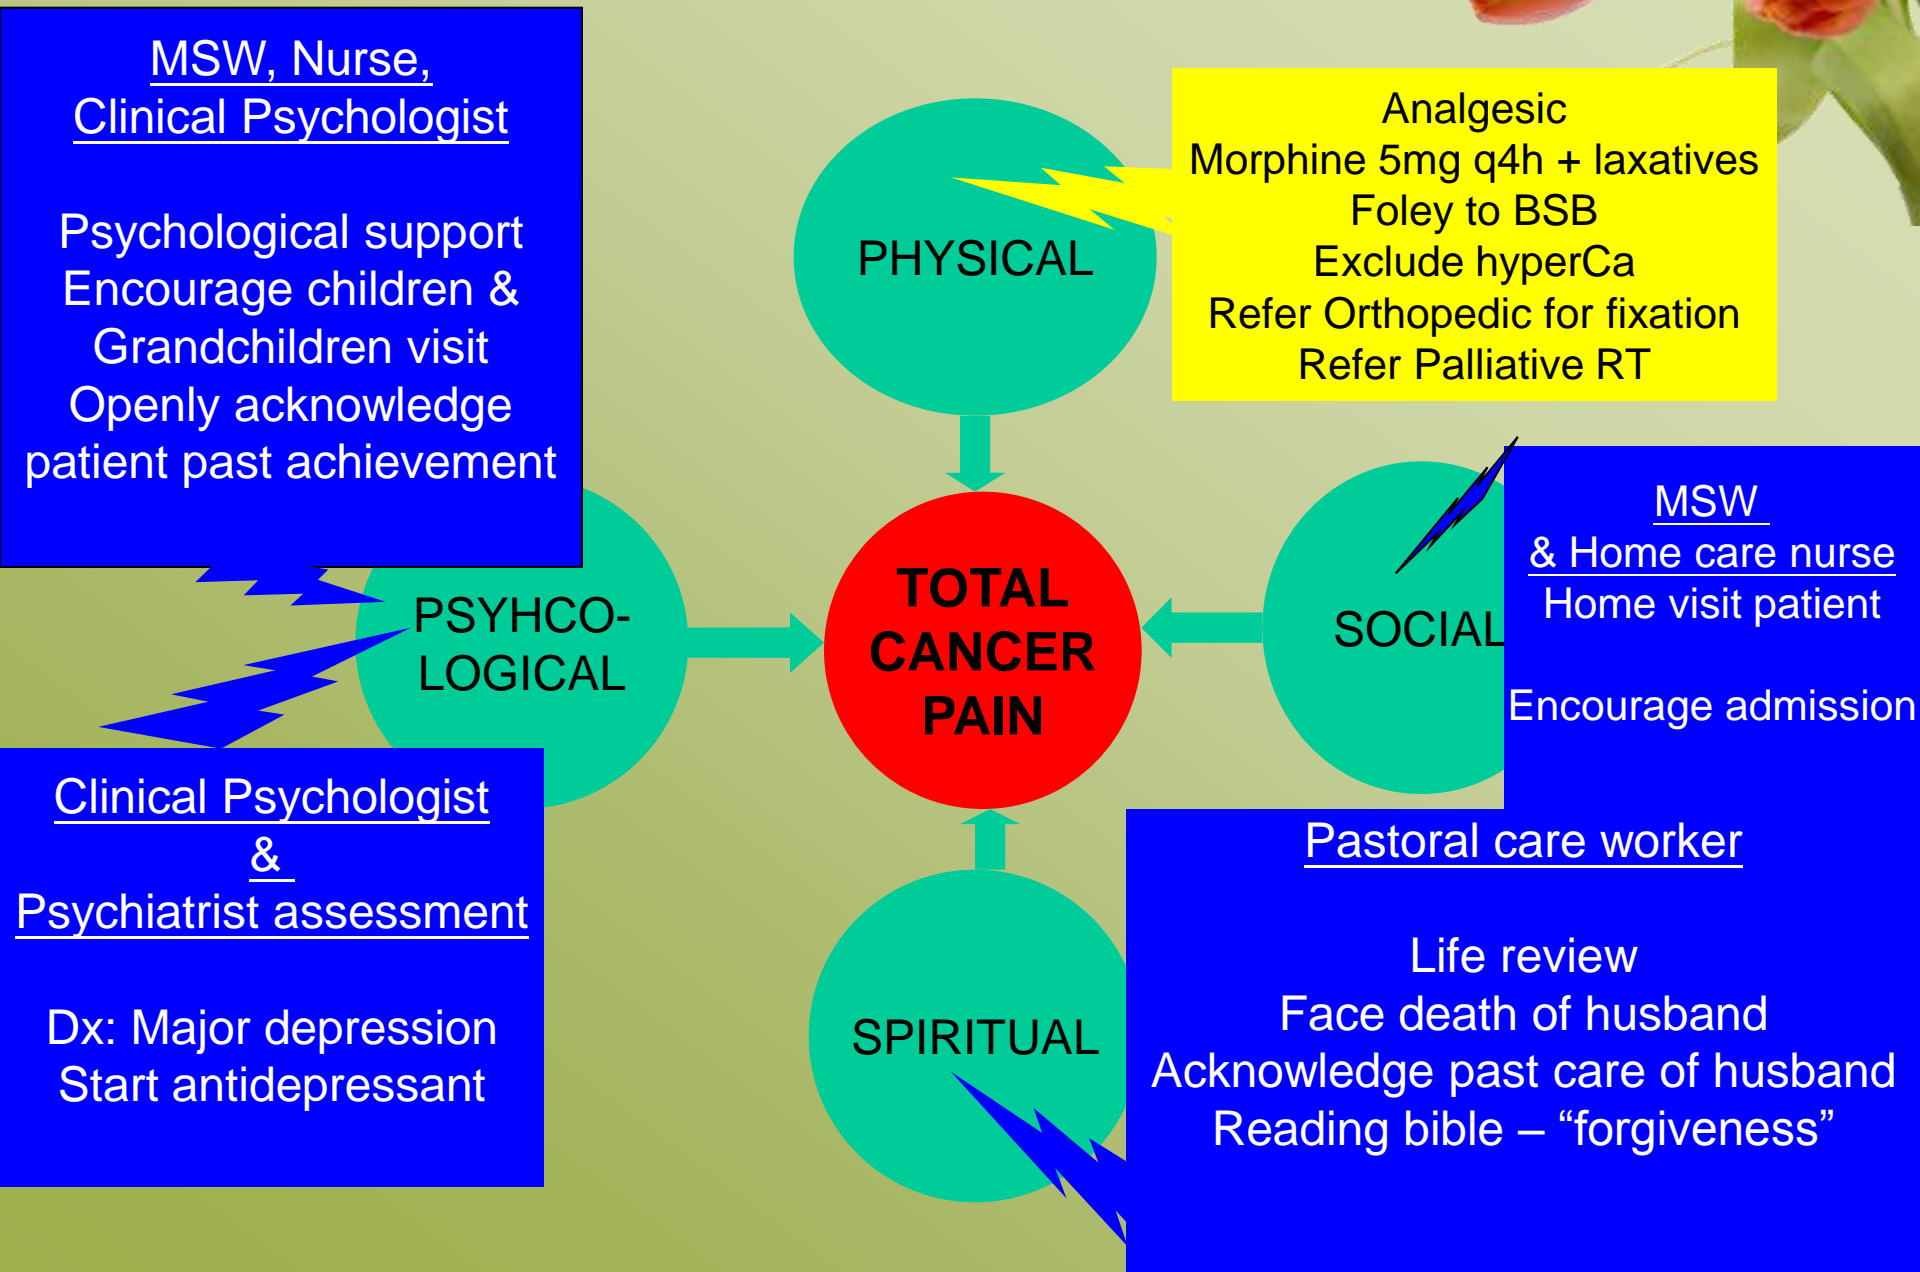 MSW, Nurse,
Clinical Psychologist
Psychological support
Encourage children &
Grandchildren visit
Openly acknowledge
patient past achievement
PHYSICAL
Analgesic
Morphine 5mg q4h + laxatives
Foley to BSB
Exclude hyperCa
Refer Orthopedic for fixation
Refer Palliative RT
PSYHCO-
LOGICAL
TOTAL
CANCER
PAIN
SOCIAL
MSW
& Home care nurse
Home visit patient
Encourage admission
Clinical Psychologist
&
Psychiatrist assessment
Dx: Major depression
Start antidepressant
SPIRITUAL
Pastoral care worker
Life review
Face death of husband
Acknowledge past care of husband
Reading bible – “forgiveness”